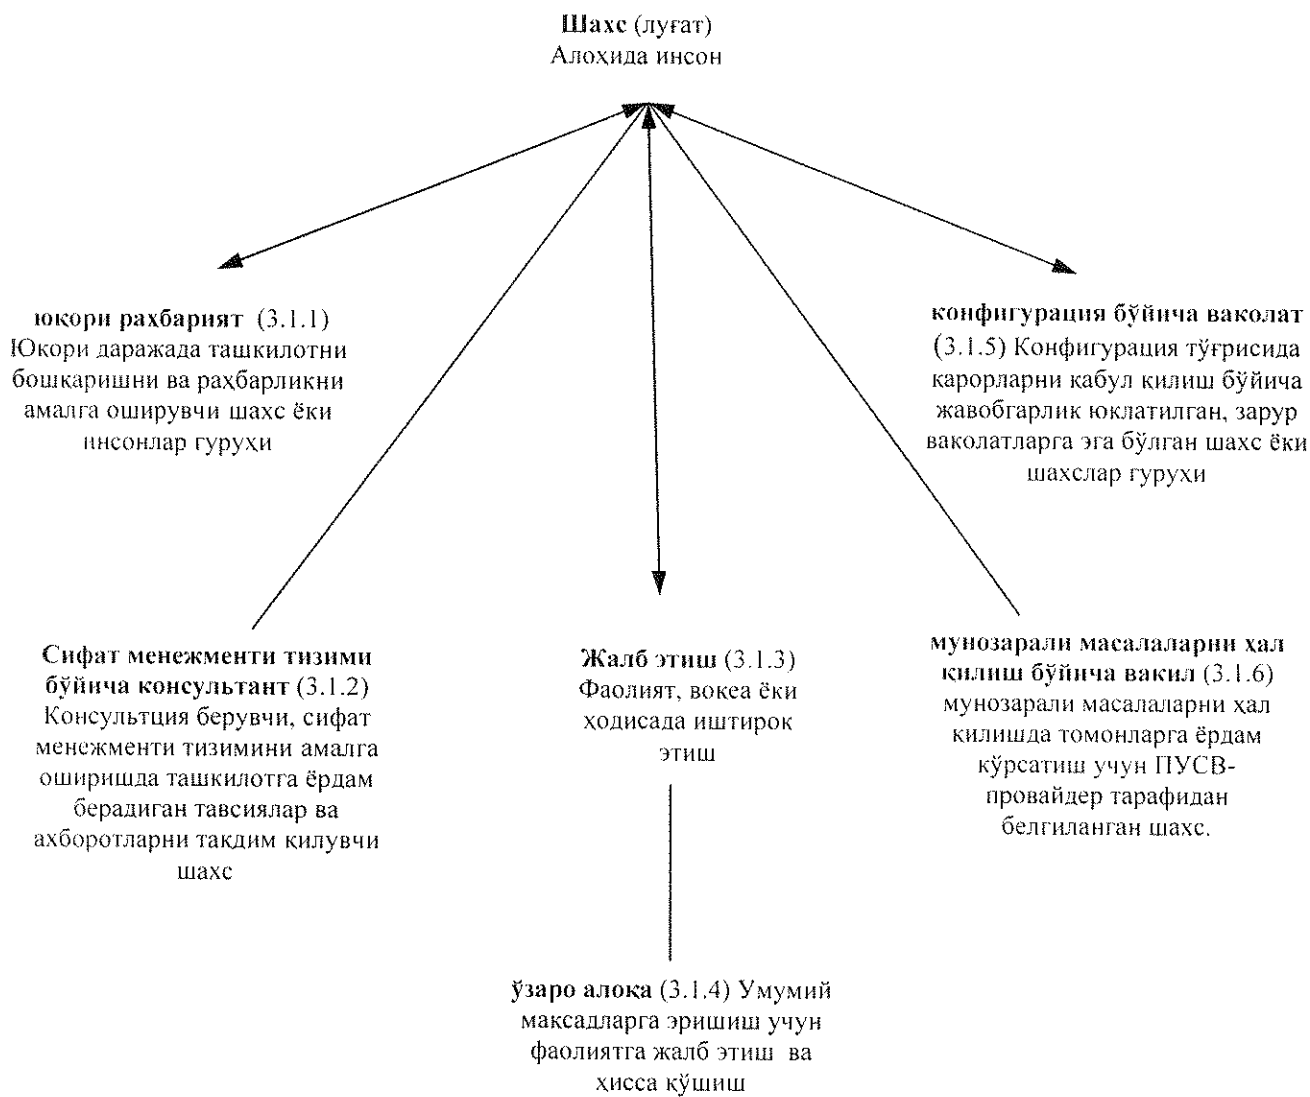 Шахс (луғат)
Алоҳида инсон
юқори раҳбарият (3.1.1)
Юқори даражада ташкилотни
бошқаришни ва раҳбарликни
амалга оширувчи шахс ёки
инсонлар гуруҳи
конфигурация бўйича ваколат
(3.1.5) Конфигурация тўғрисида
қарорларни қабул қилиш бўйича
жавобгарлик юклатилган, зарур
ваколатларга эга бўлган шахс ёки
шахслар гуруҳи
Сифат менежменти тизими
бўйича консультант (3.1.2)
Консультция берувчи, сифат
менежменти тизимини амалга
оширишда ташкилотга ёрдам
берадиган тавсиялар ва
ахборотларни тақдим қилувчи
шахс
Жалб этиш (3.1.3)
Фаолият, воқеа ёки
ҳодисада иштирок
этиш
мунозарали масалаларни ҳал
қилиш бўйича вакил (3.1.6)
мунозарали масалаларни ҳал
қилишда томонларга ёрдам
кўрсатиш учун ПУСВ-
провайдер тарафидан
белгиланган шахс.
ўзаро алоқа (3.1.4) Умумий
мақсадларга эришиш учун
фаолиятга жалб этиш ва
ҳисса қўшиш